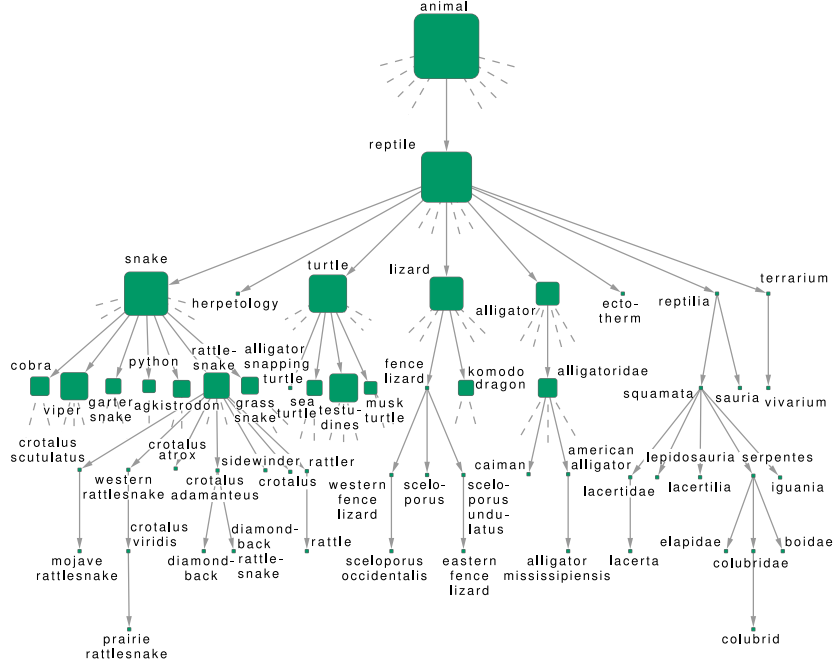 animal
reptile
snake
herpetology
turtle
lizard
alligator
ecto-
therm
reptilia
terrarium
cobra
viper
garter
snake
python
agkistrodon
rattle-
snake
grass
snake
alligator
snapping
turtle
sea
turtle
testu-
dines
musk
turtle
fence
lizard
komodo
dragon
alligatoridae
squamata
sauria
vivarium
crotalus
scutulatus
western
rattlesnake
crotalus
atrox
crotalus
adamanteus
sidewinder
crotalus
rattler
western
fence
lizard
scelo-
porus
scelo-
porus
undu-
latus
caiman
american
alligator
lacertidae
lepidosauria
lacertilia
serpentes
iguania
mojave
rattlesnake
crotalus
viridis
diamond-
back
diamond-
back
rattle-
snake
rattle
sceloporus
occidentalis
eastern
fence
lizard
alligator
mississipiensis
lacerta
elapidae
colubridae
boidae
prairie
rattlesnake
colubrid